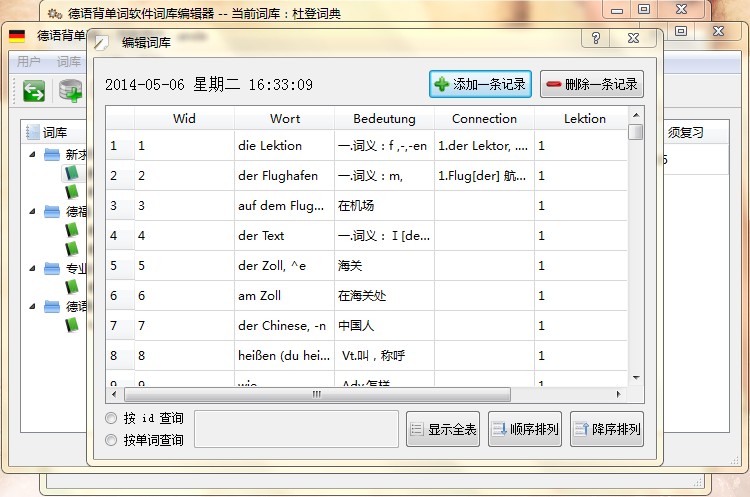 德语背单词软件词库编辑器 -- 当前词库：杜登词典
德语背单
编辑词库
用户 词库
2014-05-06 星期二 16:33:09
添加一条记录
删除一条记录
词库
须复习
Wid Wort Bedeutung Connection Lektion
1 1 die Lektion 一.词义：f ,-,-en 1.der Lektor, .... 1
2 2 der Flughafen 一.词义：m, 1.Flug[der] 航... 1
3 3 auf dem Flug... 在机场 1
4 4 der Text 一.词义： I [de... 1
5 5 der Zoll, ^e 海关 1
6 6 am Zoll 在海关处 1
7 7 der Chinese, -n 中国人 1
8 8 heißen (du hei... Vt.叫，称呼 1
9 9 wie Adv.怎样 1
新求
德福
专业
德语
按 id 查询
按单词查询
显示全表
顺序排列
降序排列